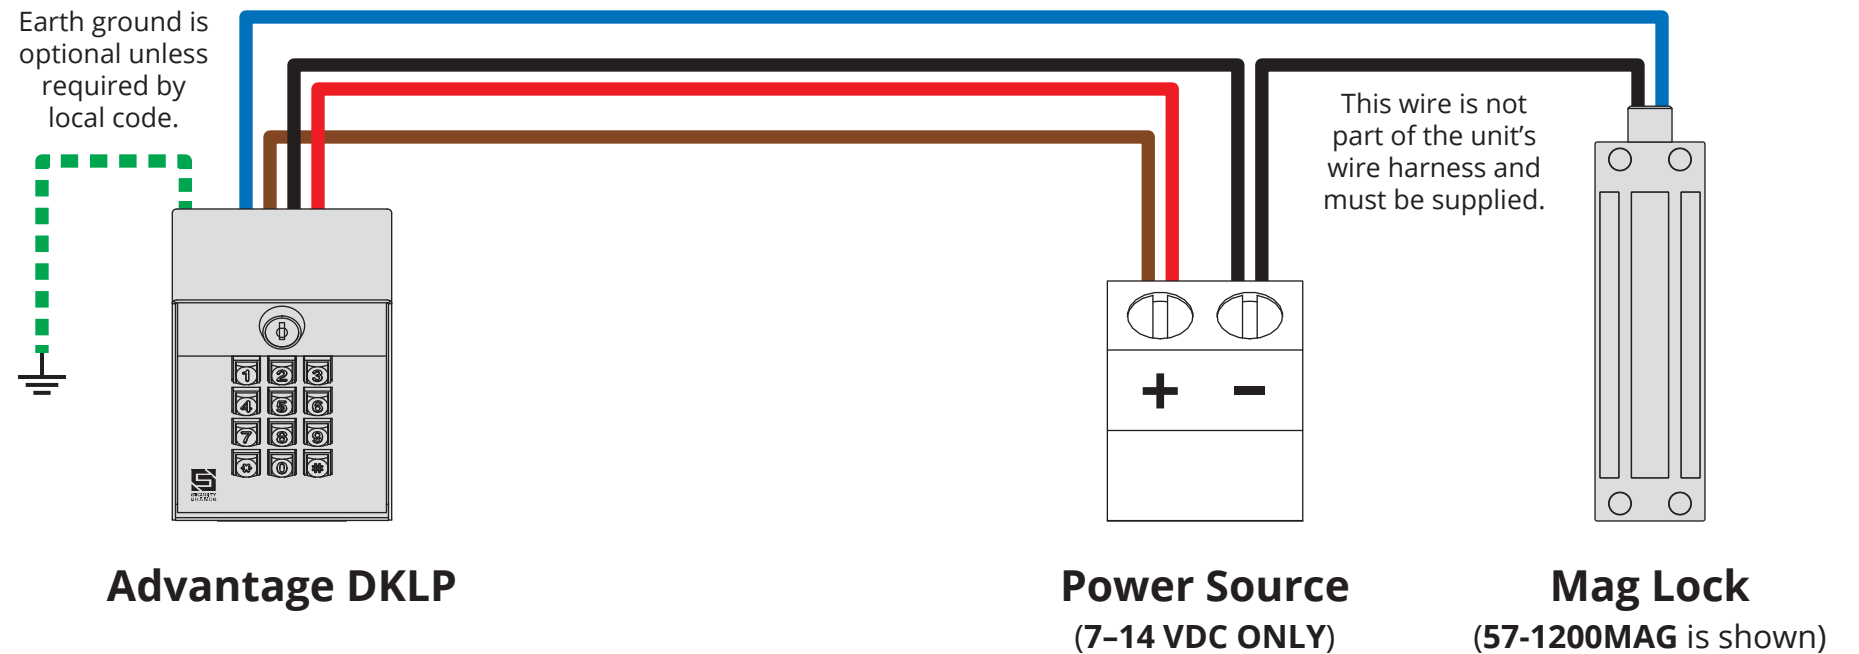 Earth ground is
optional unless
required by
local code.
This wire is not
part of the unit’s
wire harness and
must be supplied.
1 2 3
4 5 6
7 8 9
* 0 #
+ −
Advantage DKLP
Power Source
(7–14 VDC ONLY)
Mag Lock
(57-1200MAG is shown)